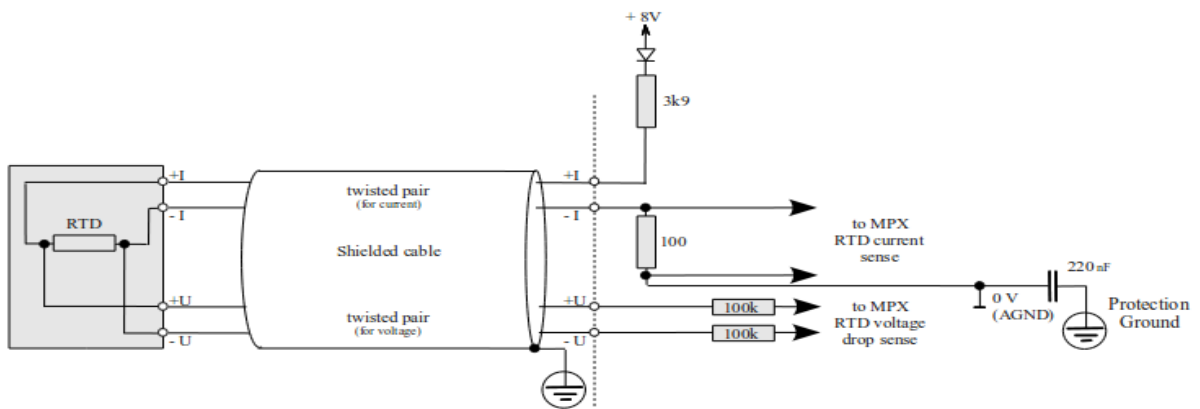 + 8V
3k9
+I
twisted pair
(for current)
+I
- I
- I
RTD
100
to MPX
RTD current
sense
Shielded cable
220 nF
+U
+U
100k
to MPX
RTD voltage
drop sense
0 V
(AGND)
Protection
Ground
twisted pair
(for voltage)
- U
- U
100k